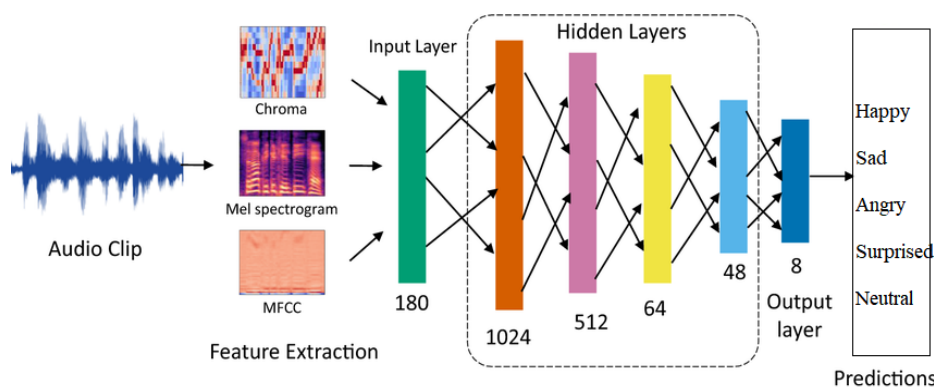 Audio Clip
Chroma
Mel spectrogram
MFCC
Feature Extraction
Input Layer
180
Hidden Layers
1024
512
64
48
8
Output
layer
Happy
Sad
Angry
Surprised
Neutral
Predictions